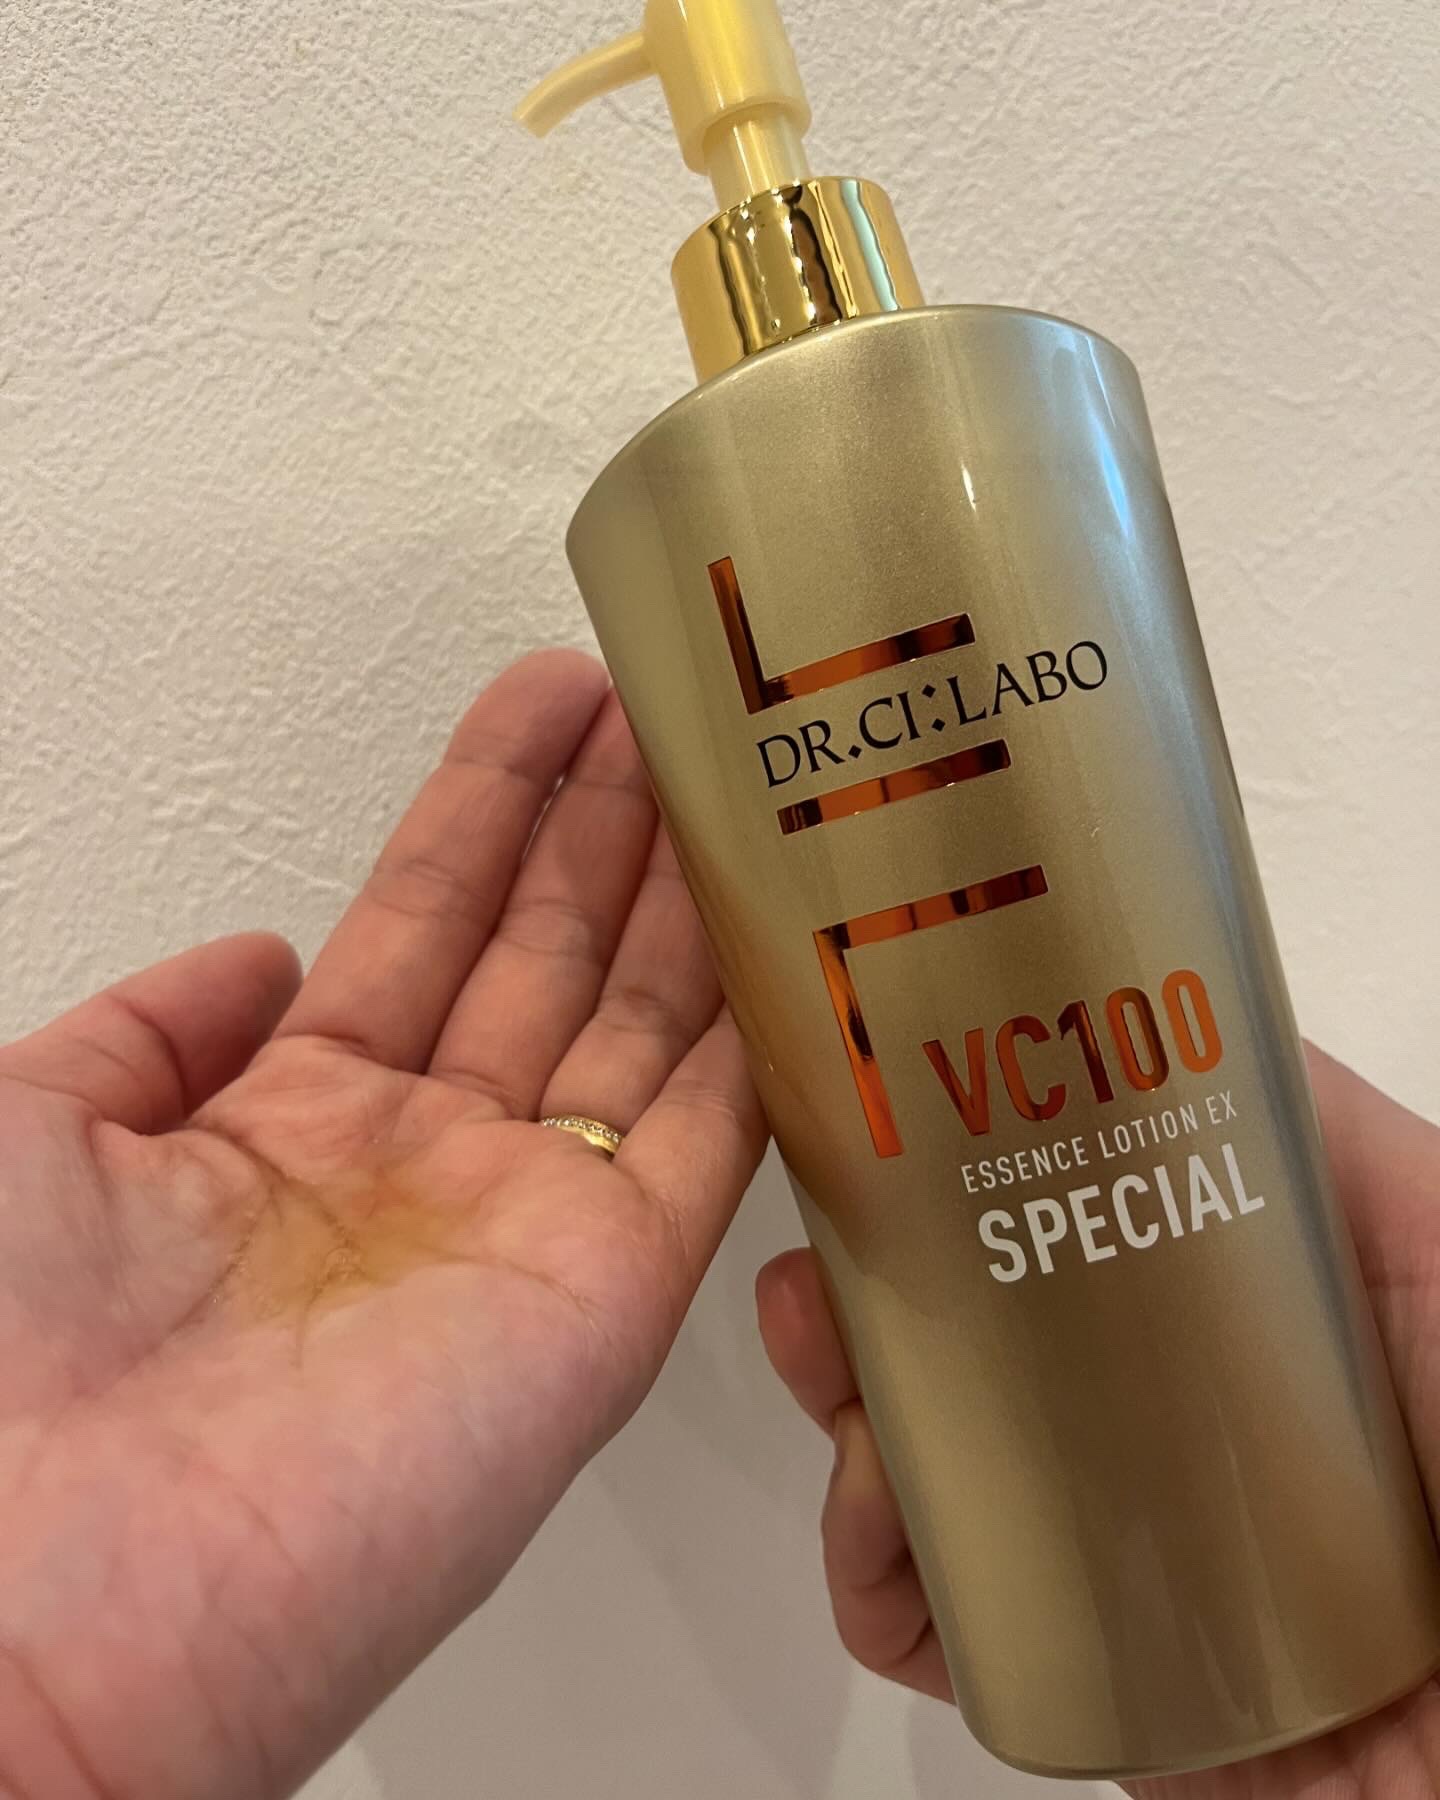 DR.CI:LABO
VC100
ESSENCE LOTION EX
SPECIAL